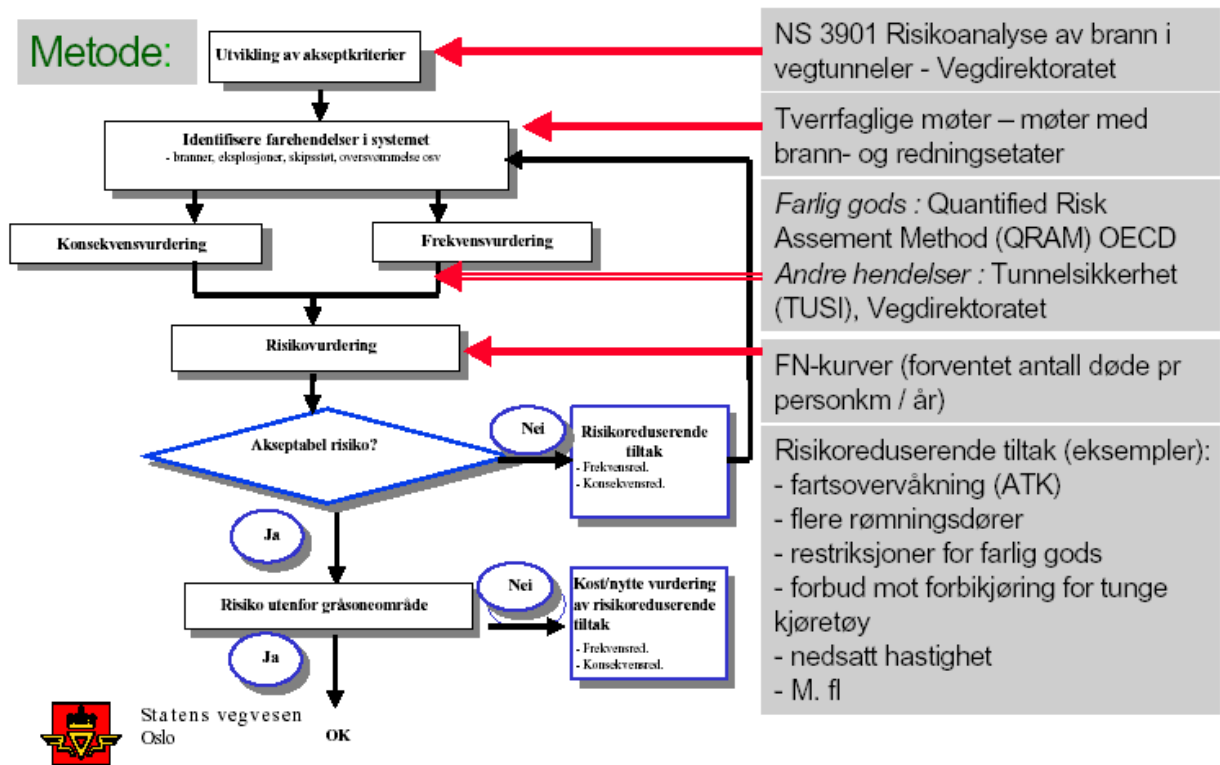 Metode:
Utvikling av akseptkriterier
Identifisere farehendelser i systemet
- branner, eksplosjoner, skipsstøt, oversvømmelse osv
Konsekvensvurdering
Frekvensvurdering
Risikovurdering
Akseptabel risiko?
Nei
Risikoreduserende
tiltak
- Frekvensred.
- Konsekvensred.
Ja
Risiko utenfor gråsoneområde
Nei
Kost/nytte vurdering
av risikoreduserende
tiltak
- Frekvensred.
- Konsekvensred.
Ja
OK
Statens vegvesen
Oslo
NS 3901 Risikoanalyse av brann i
vegtunneler - Vegdirektoratet
Tverrfaglige møter – møter med
brann- og redningsetater
Farlig gods : Quantified Risk
Assement Method (QRAM) OECD
Andre hendelser : Tunnelsikkerhet
(TUSI), Vegdirektoratet
FN-kurver (forventet antall døde pr
personkm / år)
Risikoreduserende tiltak (eksempler):
- fartsovervåkning (ATK)
- flere rømningsdører
- restriksjoner for farlig gods
- forbud mot forbikjøring for tunge
kjøretøy
- nedsatt hastighet
- M. fl